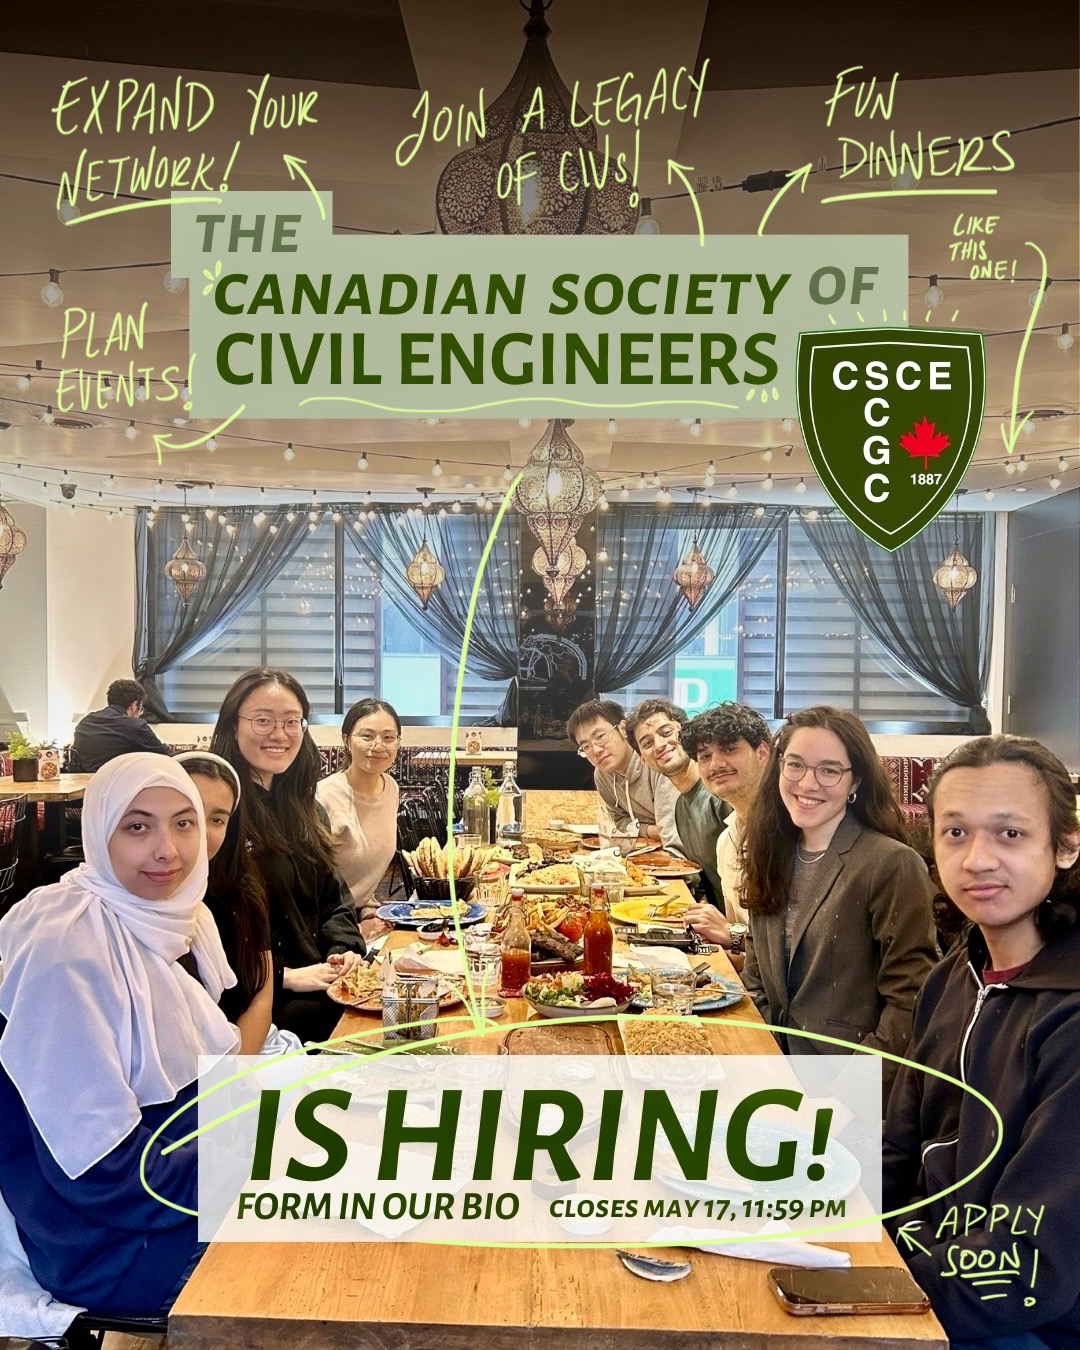 EXPAND YOUR
NETWORK!
JOIN A LEGACY
OF CIVS!
FUN
DINNERS
LIKE
THIS
ONE!
THE
CANADIAN SOCIETY OF
CIVIL ENGINEERS
PLAN
EVENTS!
CSCE
S
C
G
C
1887
D
IS HIRING!
FORM IN OUR BIO CLOSES MAY 17, 11:59 PM
APPLY
SOON!